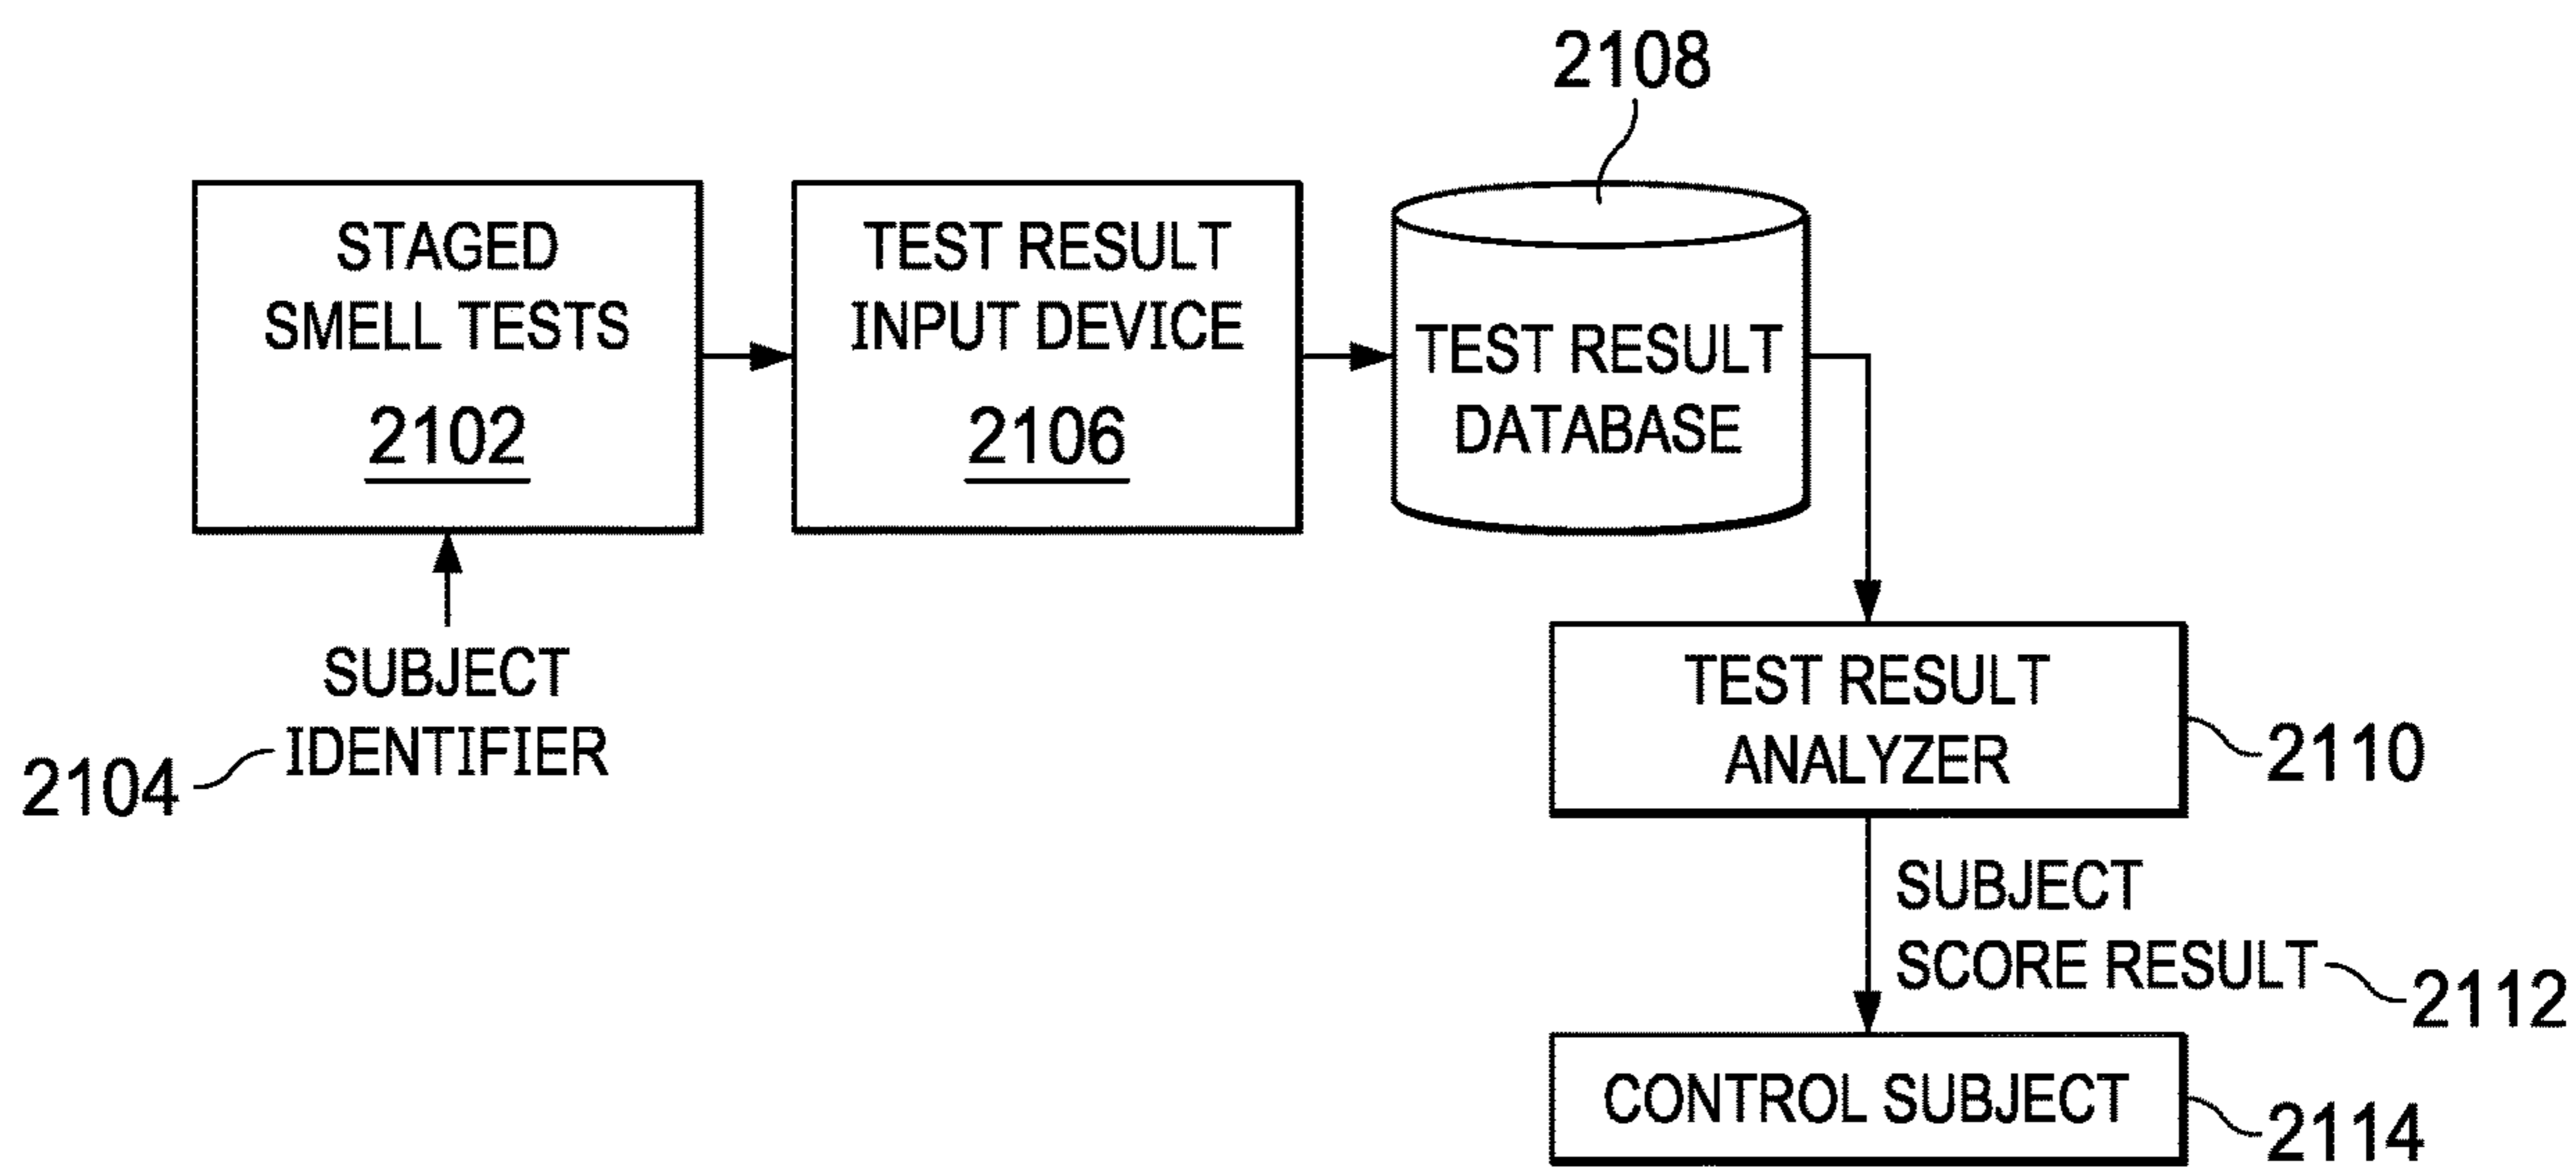 2108
STAGED
SMELL TESTS
2102
TEST RESULT
INPUT DEVICE
2106
TEST RESULT
DATABASE
SUBJECT
IDENTIFIER
2104
TEST RESULT
ANALYZER
2110
SUBJECT
SCORE RESULT
2112
CONTROL SUBJECT
2114